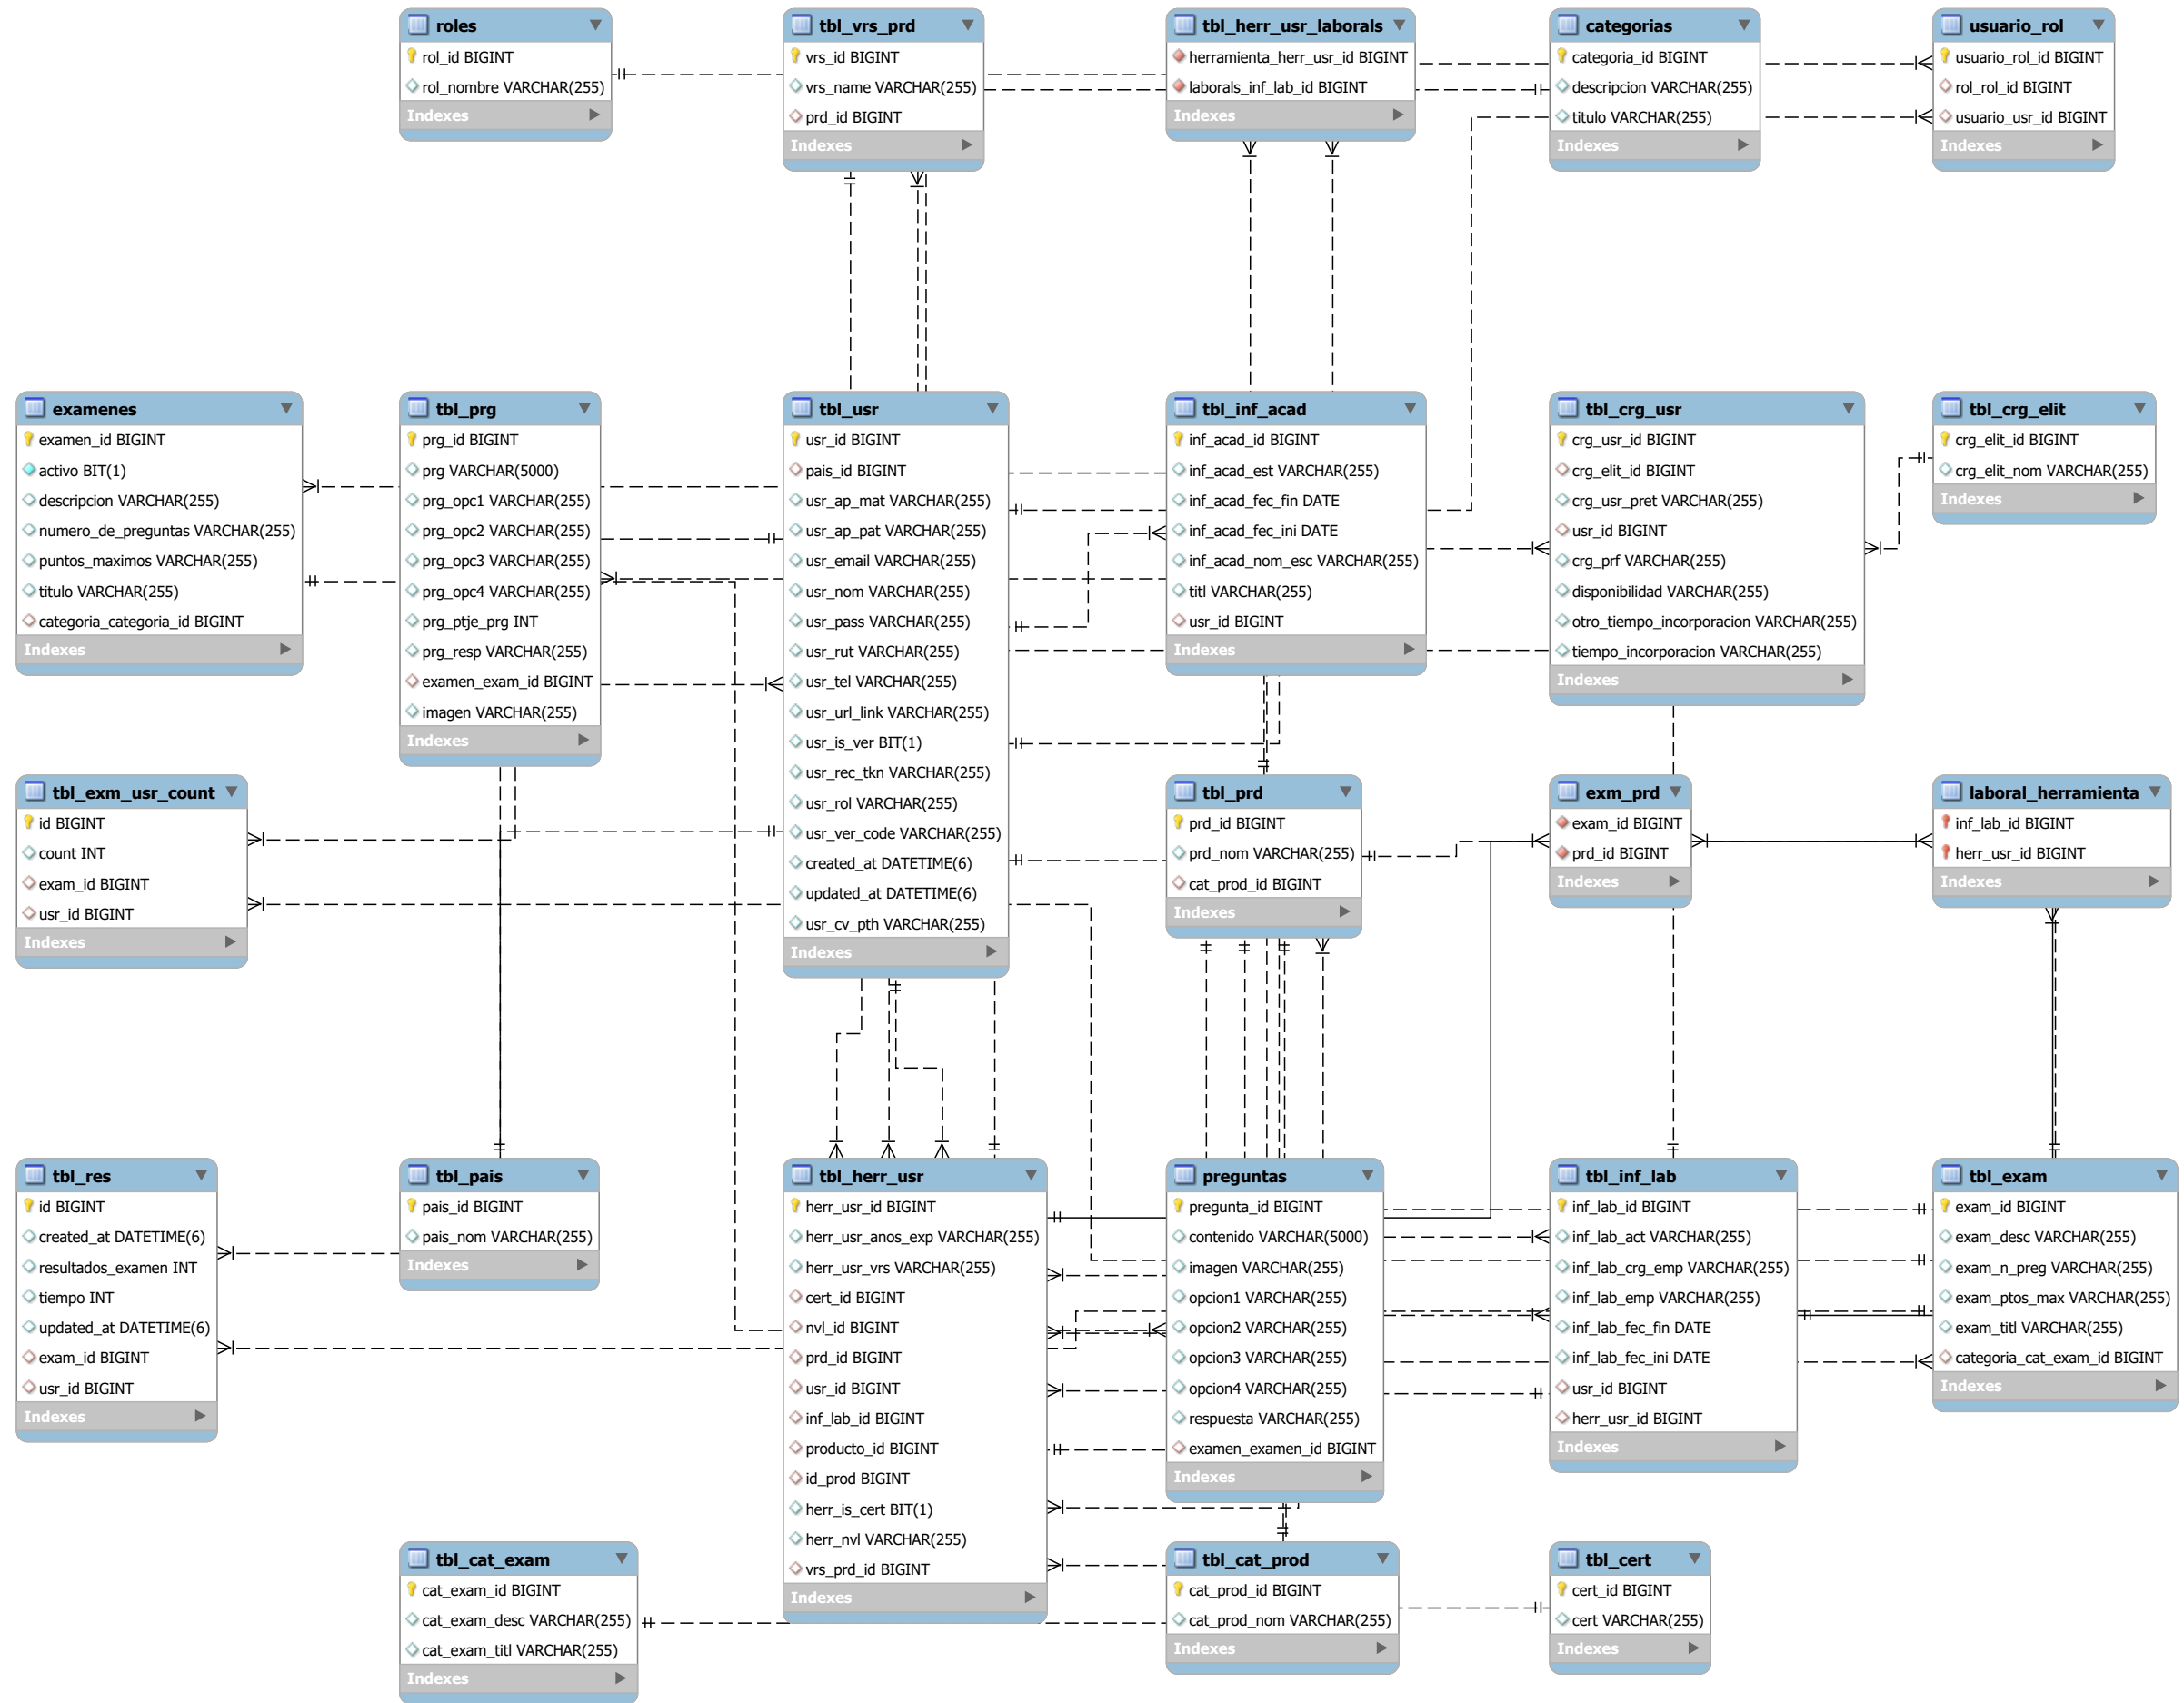 roles
rol_id BIGINT
rol_nombre VARCHAR(255)
Indexes
tbl_vrs_prd
vrs_id BIGINT
vrs_name VARCHAR(255)
prd_id BIGINT
Indexes
tbl_herr_usr_laborals
herramienta_herr_usr_id BIGINT
laborals_inf_lab_id BIGINT
Indexes
categorias
categoria_id BIGINT
descripcion VARCHAR(255)
titulo VARCHAR(255)
Indexes
usuario_rol
usuario_rol_id BIGINT
rol_rol_id BIGINT
usuario_usr_id BIGINT
Indexes
examenes
examen_id BIGINT
activo BIT(1)
descripcion VARCHAR(255)
numero_de_preguntas VARCHAR(255)
puntos_maximos VARCHAR(255)
titulo VARCHAR(255)
categoria_categoria_id BIGINT
Indexes
tbl_prg
prg_id BIGINT
prg VARCHAR(5000)
prg_opc1 VARCHAR(255)
prg_opc2 VARCHAR(255)
prg_opc3 VARCHAR(255)
prg_opc4 VARCHAR(255)
prg_ptje_prg INT
prg_resp VARCHAR(255)
examen_exam_id BIGINT
imagen VARCHAR(255)
Indexes
tbl_usr
usr_id BIGINT
pais_id BIGINT
usr_ap_mat VARCHAR(255)
usr_ap_pat VARCHAR(255)
usr_email VARCHAR(255)
usr_nom VARCHAR(255)
usr_pass VARCHAR(255)
usr_rut VARCHAR(255)
usr_tel VARCHAR(255)
usr_url_link VARCHAR(255)
usr_is_ver BIT(1)
usr_rec_tkn VARCHAR(255)
usr_rol VARCHAR(255)
usr_ver_code VARCHAR(255)
created_at DATETIME(6)
updated_at DATETIME(6)
usr_cv_pth VARCHAR(255)
Indexes
tbl_inf_acad
inf_acad_id BIGINT
inf_acad_est VARCHAR(255)
inf_acad_fec_fin DATE
inf_acad_fec_ini DATE
inf_acad_nom_esc VARCHAR(255)
titl VARCHAR(255)
usr_id BIGINT
Indexes
tbl_crg_usr
crg_usr_id BIGINT
crg_elit_id BIGINT
crg_usr_pret VARCHAR(255)
usr_id BIGINT
crg_prf VARCHAR(255)
disponibilidad VARCHAR(255)
otro_tiempo_incorporacion VARCHAR(255)
tiempo_incorporacion VARCHAR(255)
Indexes
tbl_crg_elit
crg_elit_id BIGINT
crg_elit_nom VARCHAR(255)
Indexes
tbl_exm_usr_count
id BIGINT
count INT
exam_id BIGINT
usr_id BIGINT
Indexes
tbl_prd
prd_id BIGINT
prd_nom VARCHAR(255)
cat_prod_id BIGINT
Indexes
exm_prd
exam_id BIGINT
prd_id BIGINT
Indexes
laboral_herramienta
inf_lab_id BIGINT
herr_usr_id BIGINT
Indexes
tbl_res
id BIGINT
created_at DATETIME(6)
resultados_examen INT
tiempo INT
updated_at DATETIME(6)
exam_id BIGINT
usr_id BIGINT
Indexes
tbl_pais
pais_id BIGINT
pais_nom VARCHAR(255)
Indexes
tbl_herr_usr
herr_usr_id BIGINT
herr_usr_anos_exp VARCHAR(255)
herr_usr_vrs VARCHAR(255)
cert_id BIGINT
nvl_id BIGINT
prd_id BIGINT
usr_id BIGINT
inf_lab_id BIGINT
producto_id BIGINT
id_prod BIGINT
herr_is_cert BIT(1)
herr_nvl VARCHAR(255)
vrs_prd_id BIGINT
Indexes
preguntas
pregunta_id BIGINT
contenido VARCHAR(5000)
imagen VARCHAR(255)
opcion1 VARCHAR(255)
opcion2 VARCHAR(255)
opcion3 VARCHAR(255)
opcion4 VARCHAR(255)
respuesta VARCHAR(255)
examen_examen_id BIGINT
Indexes
tbl_inf_lab
inf_lab_id BIGINT
inf_lab_act VARCHAR(255)
inf_lab_crg_emp VARCHAR(255)
inf_lab_emp VARCHAR(255)
inf_lab_fec_fin DATE
inf_lab_fec_ini DATE
usr_id BIGINT
herr_usr_id BIGINT
Indexes
tbl_exam
exam_id BIGINT
exam_desc VARCHAR(255)
exam_n_preg VARCHAR(255)
exam_ptos_max VARCHAR(255)
exam_titl VARCHAR(255)
categoria_cat_exam_id BIGINT
Indexes
tbl_cat_exam
cat_exam_id BIGINT
cat_exam_desc VARCHAR(255)
cat_exam_titl VARCHAR(255)
Indexes
tbl_cat_prod
cat_prod_id BIGINT
cat_prod_nom VARCHAR(255)
Indexes
tbl_cert
cert_id BIGINT
cert VARCHAR(255)
Indexes